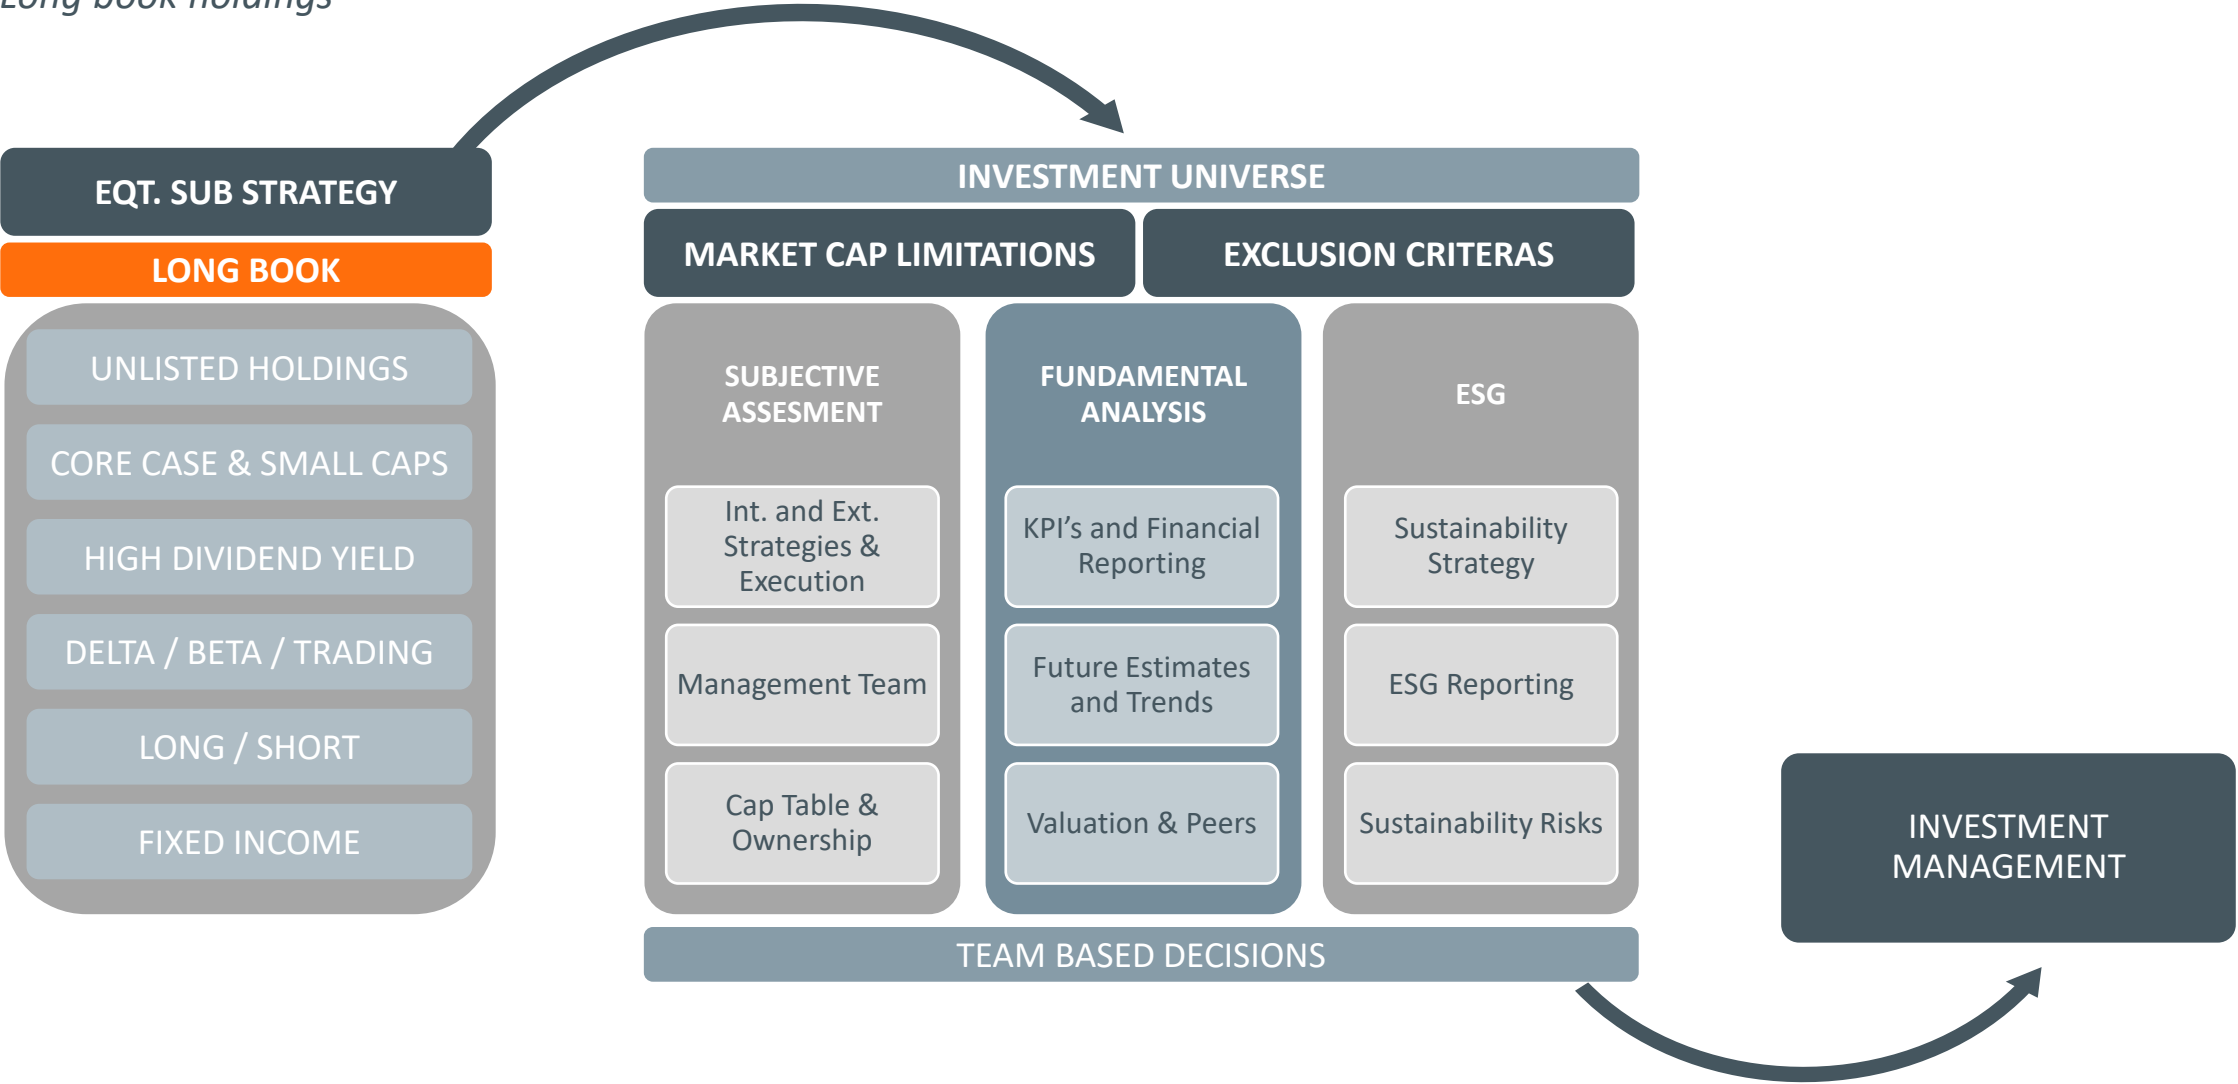 Long book holdings
EQT. SUB STRATEGY
LONG BOOK
UNLISTED HOLDINGS
CORE CASE & SMALL CAPS
HIGH DIVIDEND YIELD
DELTA / BETA / TRADING
LONG / SHORT
FIXED INCOME
INVESTMENT UNIVERSE
MARKET CAP LIMITATIONS
EXCLUSION CRITERAS
SUBJECTIVE
ASSESMENT
Int. and Ext.
Strategies &
Execution
Management Team
Cap Table &
Ownership
FUNDAMENTAL
ANALYSIS
KPI’s and Financial
Reporting
Future Estimates
and Trends
Valuation & Peers
ESG
Sustainability
Strategy
ESG Reporting
Sustainability Risks
TEAM BASED DECISIONS
INVESTMENT
MANAGEMENT